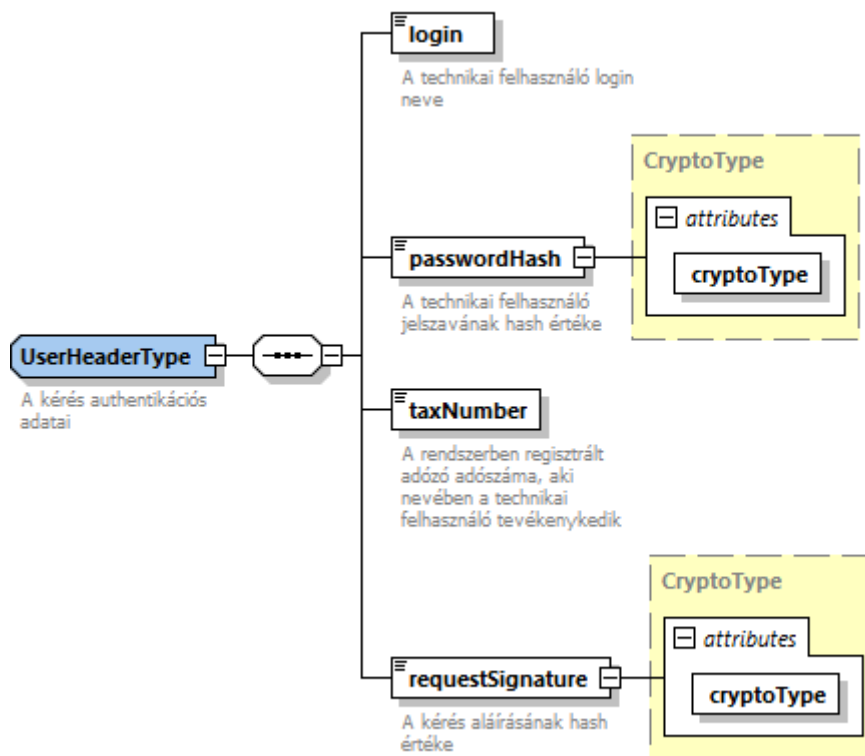 login
A technikai felhasználó login
neve
CryptoType
attributes
cryptoType
passwordHash
A technikai felhasználó
jelszavának hash értéke
UserHeaderType
A kérés authentikációs
adatai
taxNumber
A rendszerben regisztrált
adózó adószáma, aki
nevében a technikai
felhasználó tevékenykedik
CryptoType
attributes
cryptoType
requestSignature
A kérés aláírásának hash
értéke